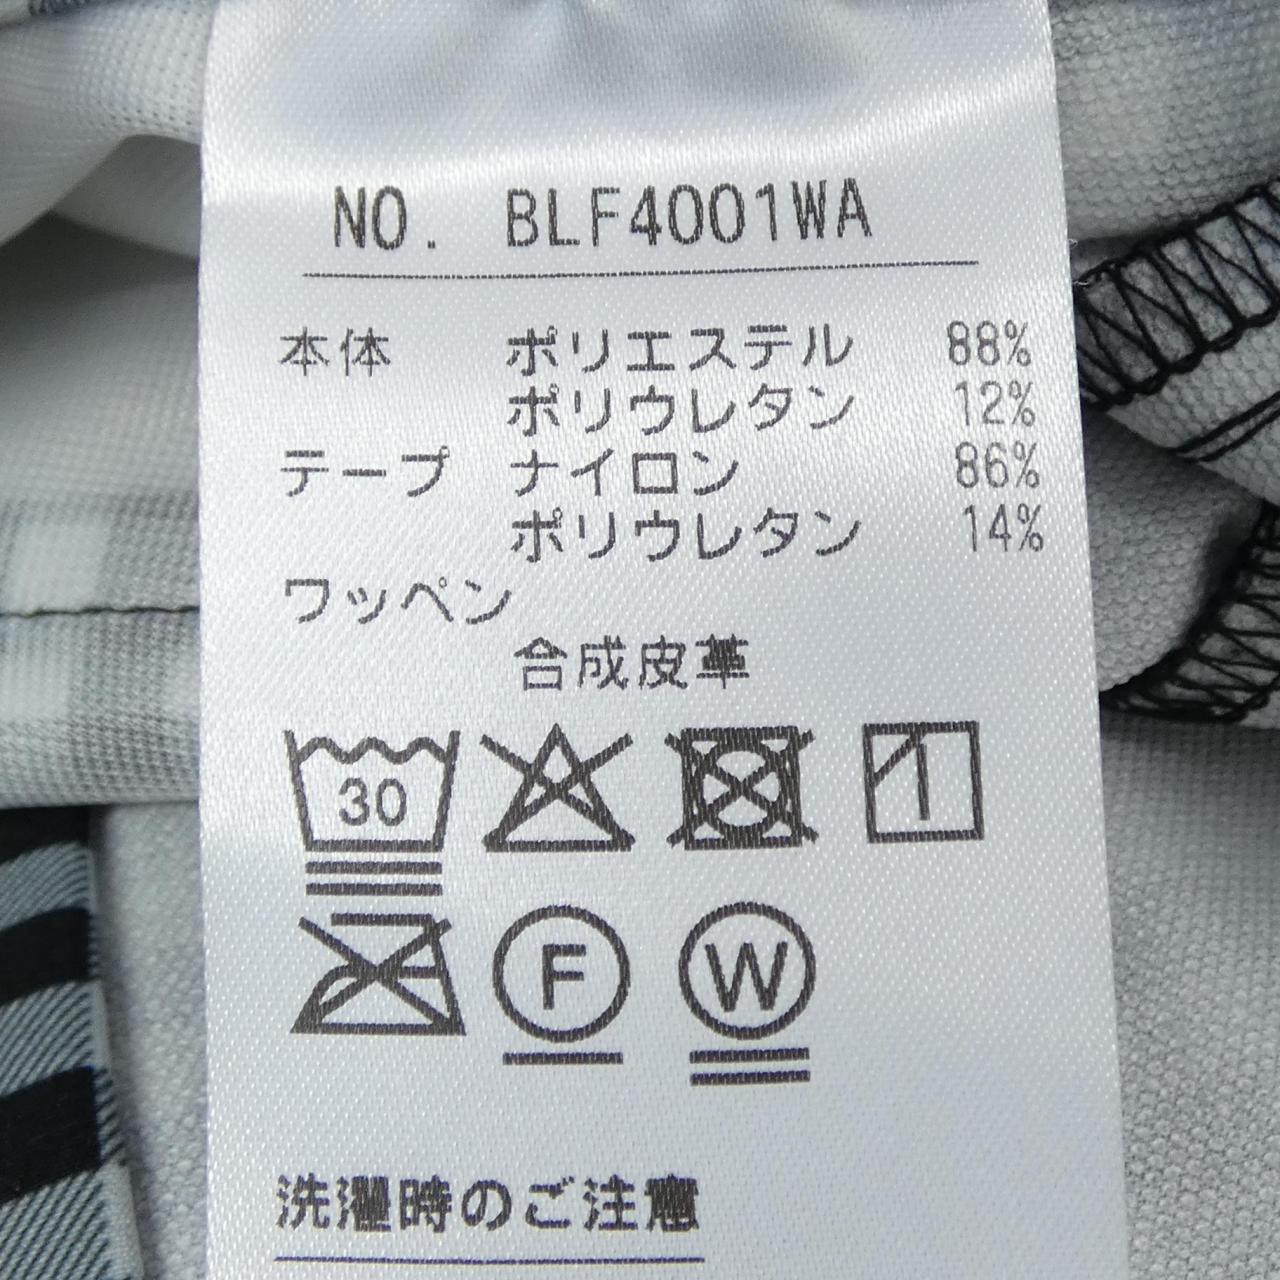 NO. BLF4001WA
本体 ポリエステル 88%
ポリウレタン 12%
テープ ナイロン 86%
ポリウレタン 14%
ワッペン
合成皮革
30
F W
洗濯時のご注意